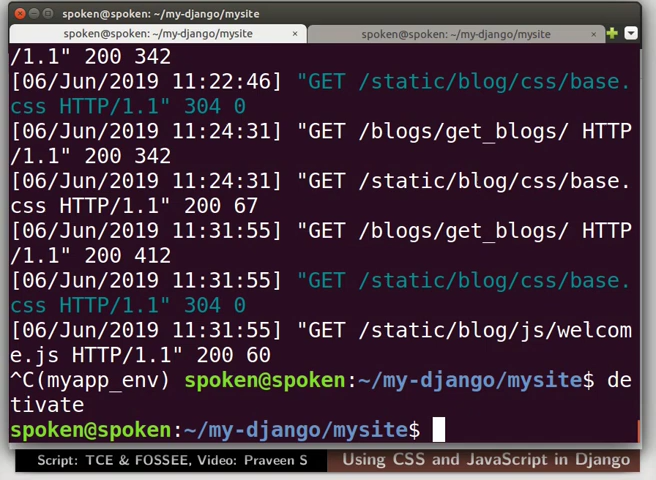 spoken@spoken: ~/my-django/mysite
spoken@spoken: ~/my-django/mysite × spoken@spoken: ~/my-django/mysite ×
/1.1" 200 342
[06/Jun/2019 11:22:46] "GET /static/blog/css/base.
css HTTP/1.1" 304 0
[06/Jun/2019 11:24:31] "GET /blogs/get_blogs/ HTTP
/1.1" 200 342
[06/Jun/2019 11:24:31] "GET /static/blog/css/base.
css HTTP/1.1" 200 67
[06/Jun/2019 11:31:55] "GET /blogs/get_blogs/ HTTP
/1.1" 200 412
[06/Jun/2019 11:31:55] "GET /static/blog/css/base.
css HTTP/1.1" 304 0
[06/Jun/2019 11:31:55] "GET /static/blog/js/welcom
e.js HTTP/1.1" 200 60
^C(myapp_env) spoken@spoken:~/my-django/mysite$ de
tivate
spoken@spoken:~/my-django/mysite$
Script: TCE & FOSSEE, Video: Praveen S
Using CSS and JavaScript in Django